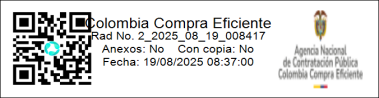 Colombia Compra Eficiente
Rad No. 2_2025_08_19_008417
Anexos: No Con copia: No
Fecha: 19/08/2025 08:37:00
Agencia Nacional
de Contratación Pública
Colombia Compra Eficiente